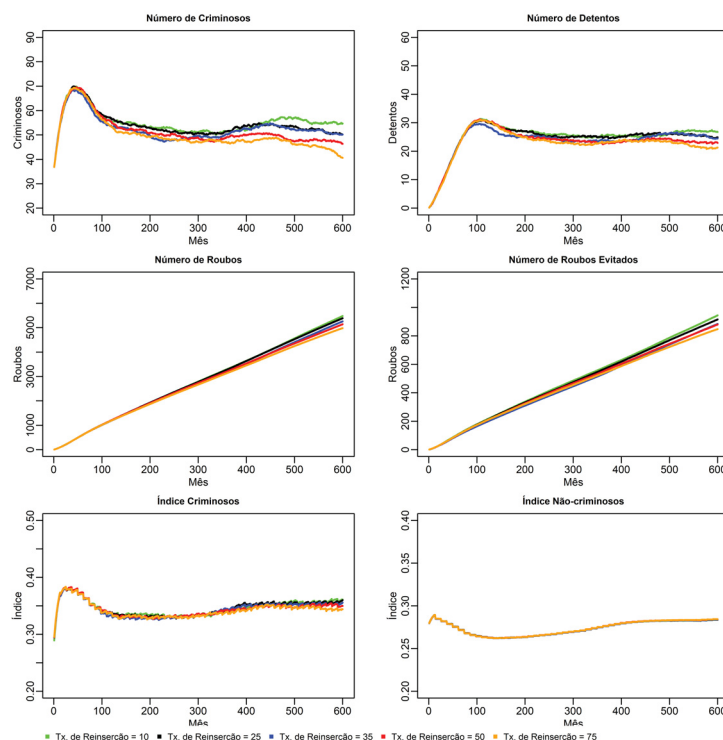 Número de Criminosos
Número de Detentos
Criminosos
20 30 40 50 60 70 80 90
0 100 200 300 400 500 600
Mês
Detentos
0 10 20 30 40 50 60
0 100 200 300 400 500 600
Mês
Número de Roubos
Número de Roubos Evitados
Roubos
0 1000 3000 5000 7000
0 100 200 300 400 500 600
Mês
Roubos
0 200 400 600 800 1200
0 100 200 300 400 500 600
Mês
Índice Criminosos
Índice Não-criminosos
Índice
0.20 0.30 0.40 0.50
0 100 200 300 400 500 600
Mês
Índice
0.20 0.25 0.30 0.35 0.40
0 100 200 300 400 500 600
Mês
Tx. de Reinserção = 10 Tx. de Reinserção = 25 Tx. de Reinserção = 35 Tx. de Reinserção = 50 Tx. de Reinserção = 75